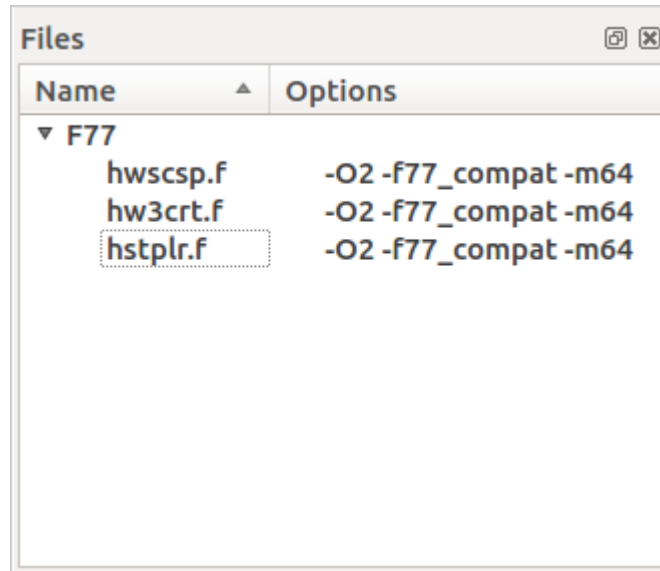 Files
Name Options
F77
hwscsp.f -O2 -f77_compat -m64
hw3crt.f -O2 -f77_compat -m64
hstplr.f -O2 -f77_compat -m64